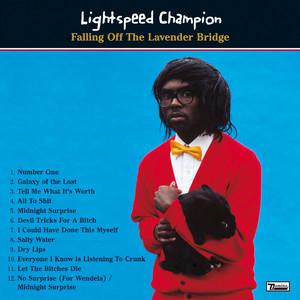 Lightspeed Champion
Falling Off The Lavender Bridge
1 Number One
2 Galaxy of the Lost
3 Tell Me What It's Worth
4 All To Shit
5 Midnight Surprise
6 Devil Tricks For A Bitch
7 I Could Have Done This Myself
8 Salty Water
9 Dry Lips
10 Everyone I Know Is Listening To Crunk
11 Let The Bitches Die
12 No Surprise (For Wendela) /
Midnight Surprise